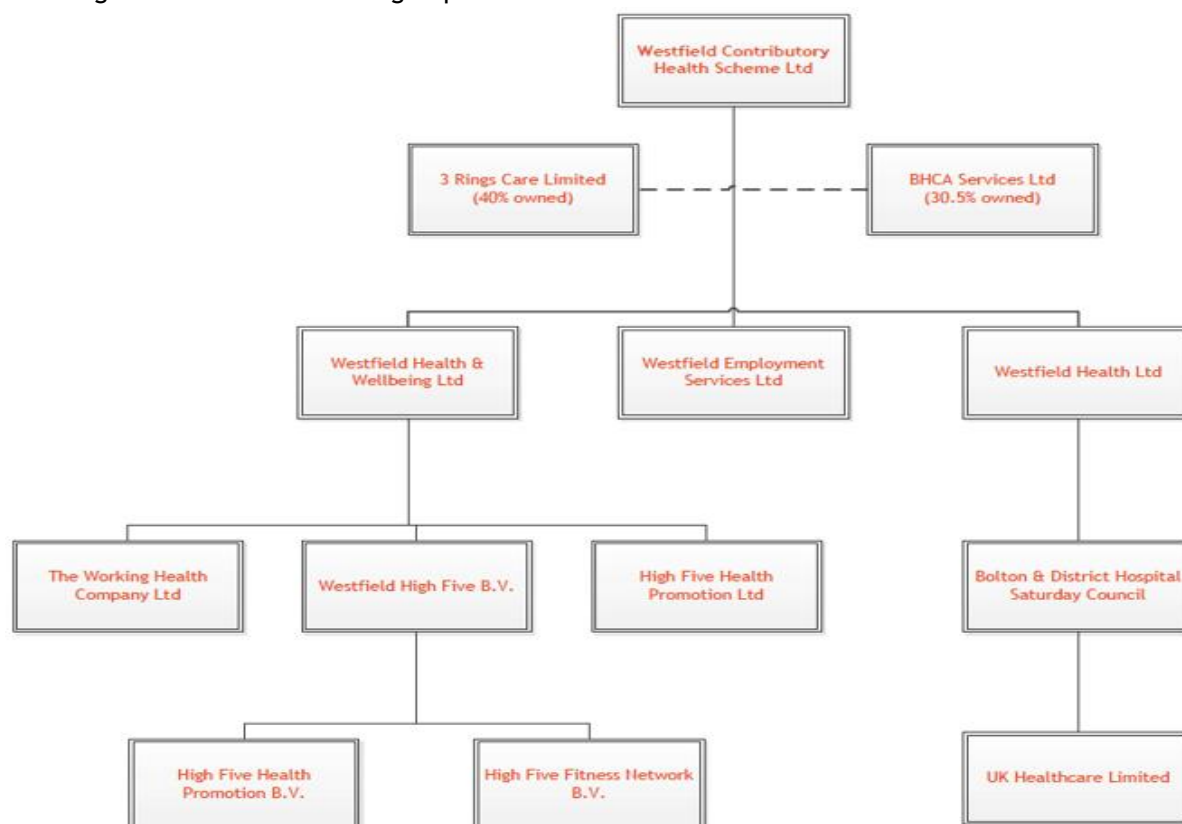 Westfield Contributory
Health Scheme Ltd
3 Rings Care Limited
(40% owned)
BHCA Services Ltd
(30.5% owned)
Westfield Health &
Wellbeing Ltd
Westfield Employment
Services Ltd
Westfield Health Ltd
The Working Health
Company Ltd
Westfield High Five B.V.
High Five Health
Promotion Ltd
Bolton & District Hospital
Saturday Council
High Five Health
Promotion B.V.
High Five Fitness Network
B.V.
UK Healthcare Limited